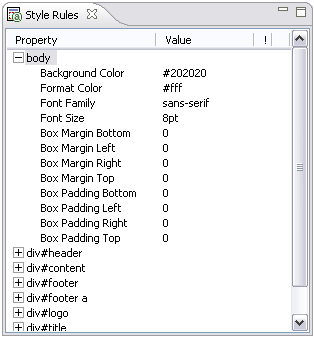 Style Rules
Property Value !
body
Background Color #202020
Format Color #fff
Font Family sans-serif
Font Size 8pt
Box Margin Bottom 0
Box Margin Left 0
Box Margin Right 0
Box Margin Top 0
Box Padding Bottom 0
Box Padding Left 0
Box Padding Right 0
Box Padding Top 0
div#header
div#content
div#footer
div#footer a
div#logo
div#title